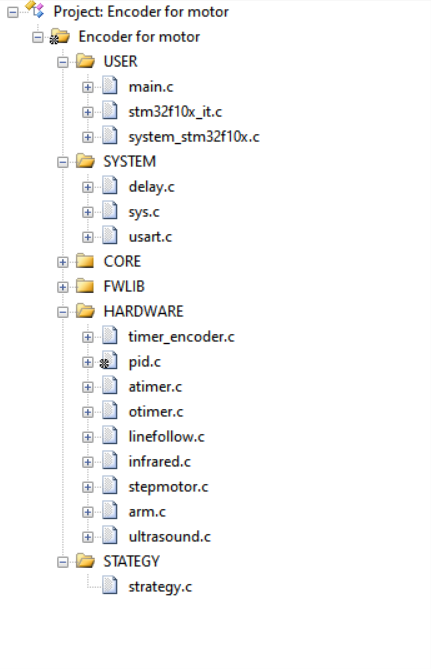 Project: Encoder for motor
Encoder for motor
USER
main.c
stm32f10x_it.c
system_stm32f10x.c
SYSTEM
delay.c
sys.c
usart.c
CORE
FWLIB
HARDWARE
timer_encoder.c
pid.c
atimer.c
otimer.c
linefollow.c
infrared.c
stepmotor.c
arm.c
ultrasound.c
STATEGY
strategy.c